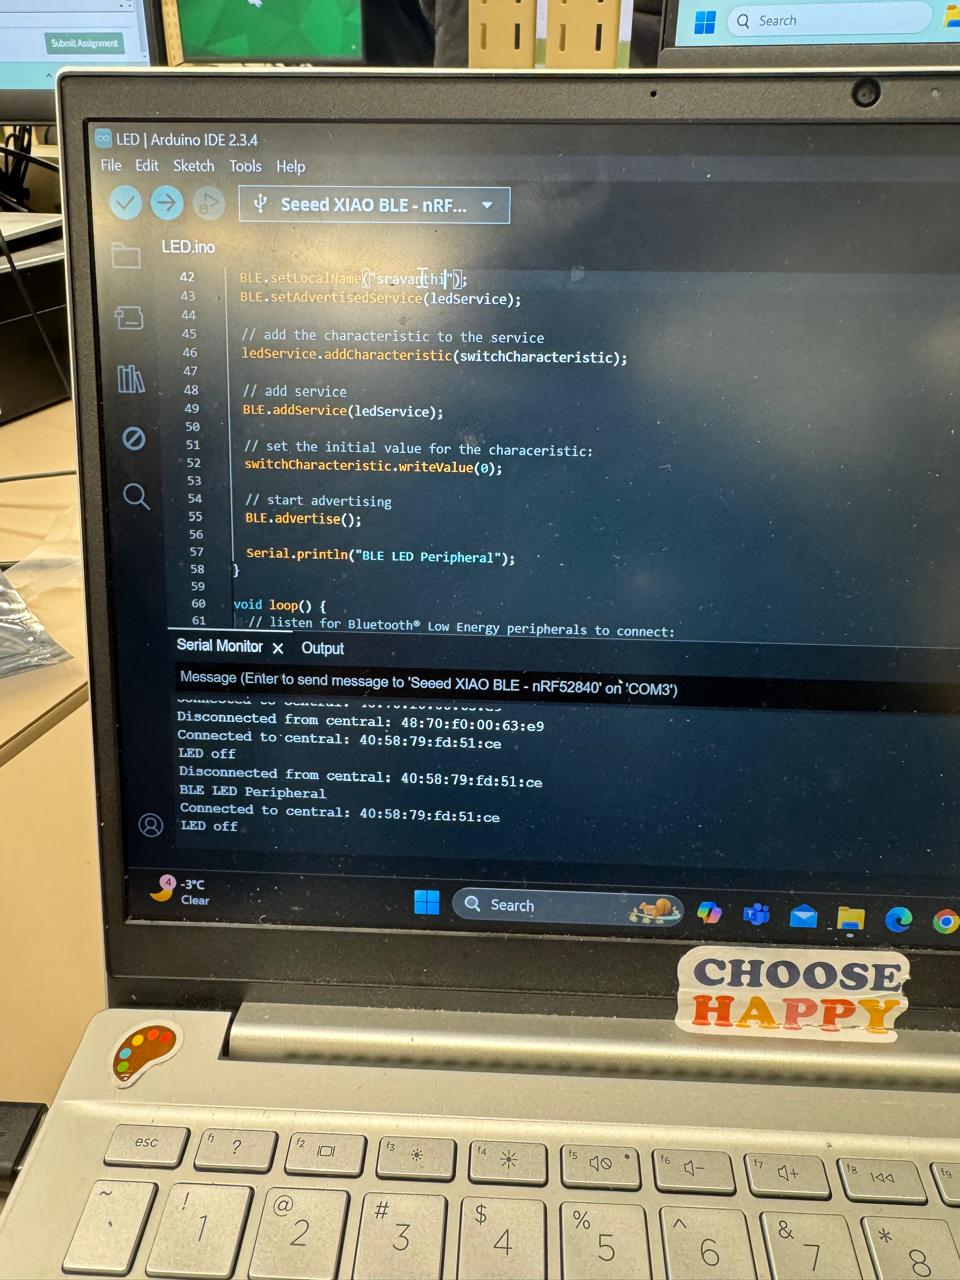 Submit Assignment
Search
LED | Arduino IDE 2.3.4
File Edit Sketch Tools Help
Seeed XIAO BLE - nRF...
LED.ino
42 BLE.setLocalName("sravanthi");
43 BLE.setAdvertisedService(ledService);
44
45 // add the characteristic to the service
46 ledService.addCharacteristic(switchCharacteristic);
47
48 // add service
49 BLE.addService(ledService);
50
51 // set the initial value for the characeristic:
52 switchCharacteristic.writeValue(0);
53
54 // start advertising
55 BLE.advertise();
56
57 Serial.println("BLE LED Peripheral");
58 }
59
60 void loop() {
61 // listen for Bluetooth® Low Energy peripherals to connect:
Serial Monitor X Output
Message (Enter to send message to 'Seeed XIAO BLE - nRF52840' on 'COM3')
Disconnected from central: 48:70:f0:00:63:e9
Connected to central: 40:58:79:fd:51:ce
LED off
Disconnected from central: 40:58:79:fd:51:ce
BLE LED Peripheral
Connected to central: 40:58:79:fd:51:ce
LED off
4 -3°C
Clear
Search
CHOOSE
HAPPY
esc f1 ? f2 f3 f4 f5 f6 f7 f8 f9
~ ! @ # $ % ^ & *
` 1 2 3 4 5 6 7 8